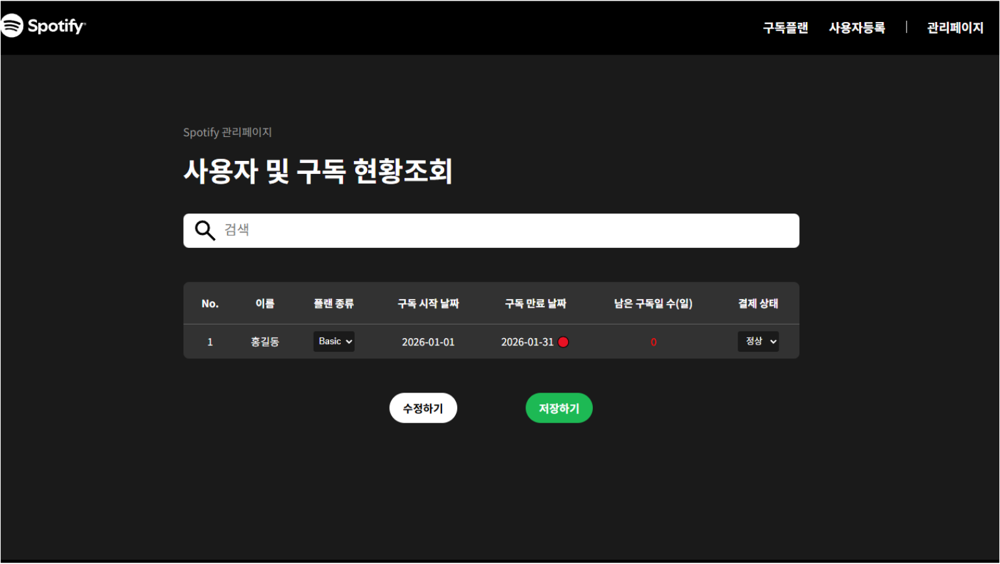 Spotify
구독플랜 사용자등록 | 관리페이지
Spotify 관리페이지
사용자 및 구독 현황조회
검색
No. 이름 플랜 종류 구독 시작 날짜 구독 만료 날짜 남은 구독일 수(일) 결제 상태
1 홍길동 Basic 2026-01-01 2026-01-31 0 정상
수정하기 저장하기